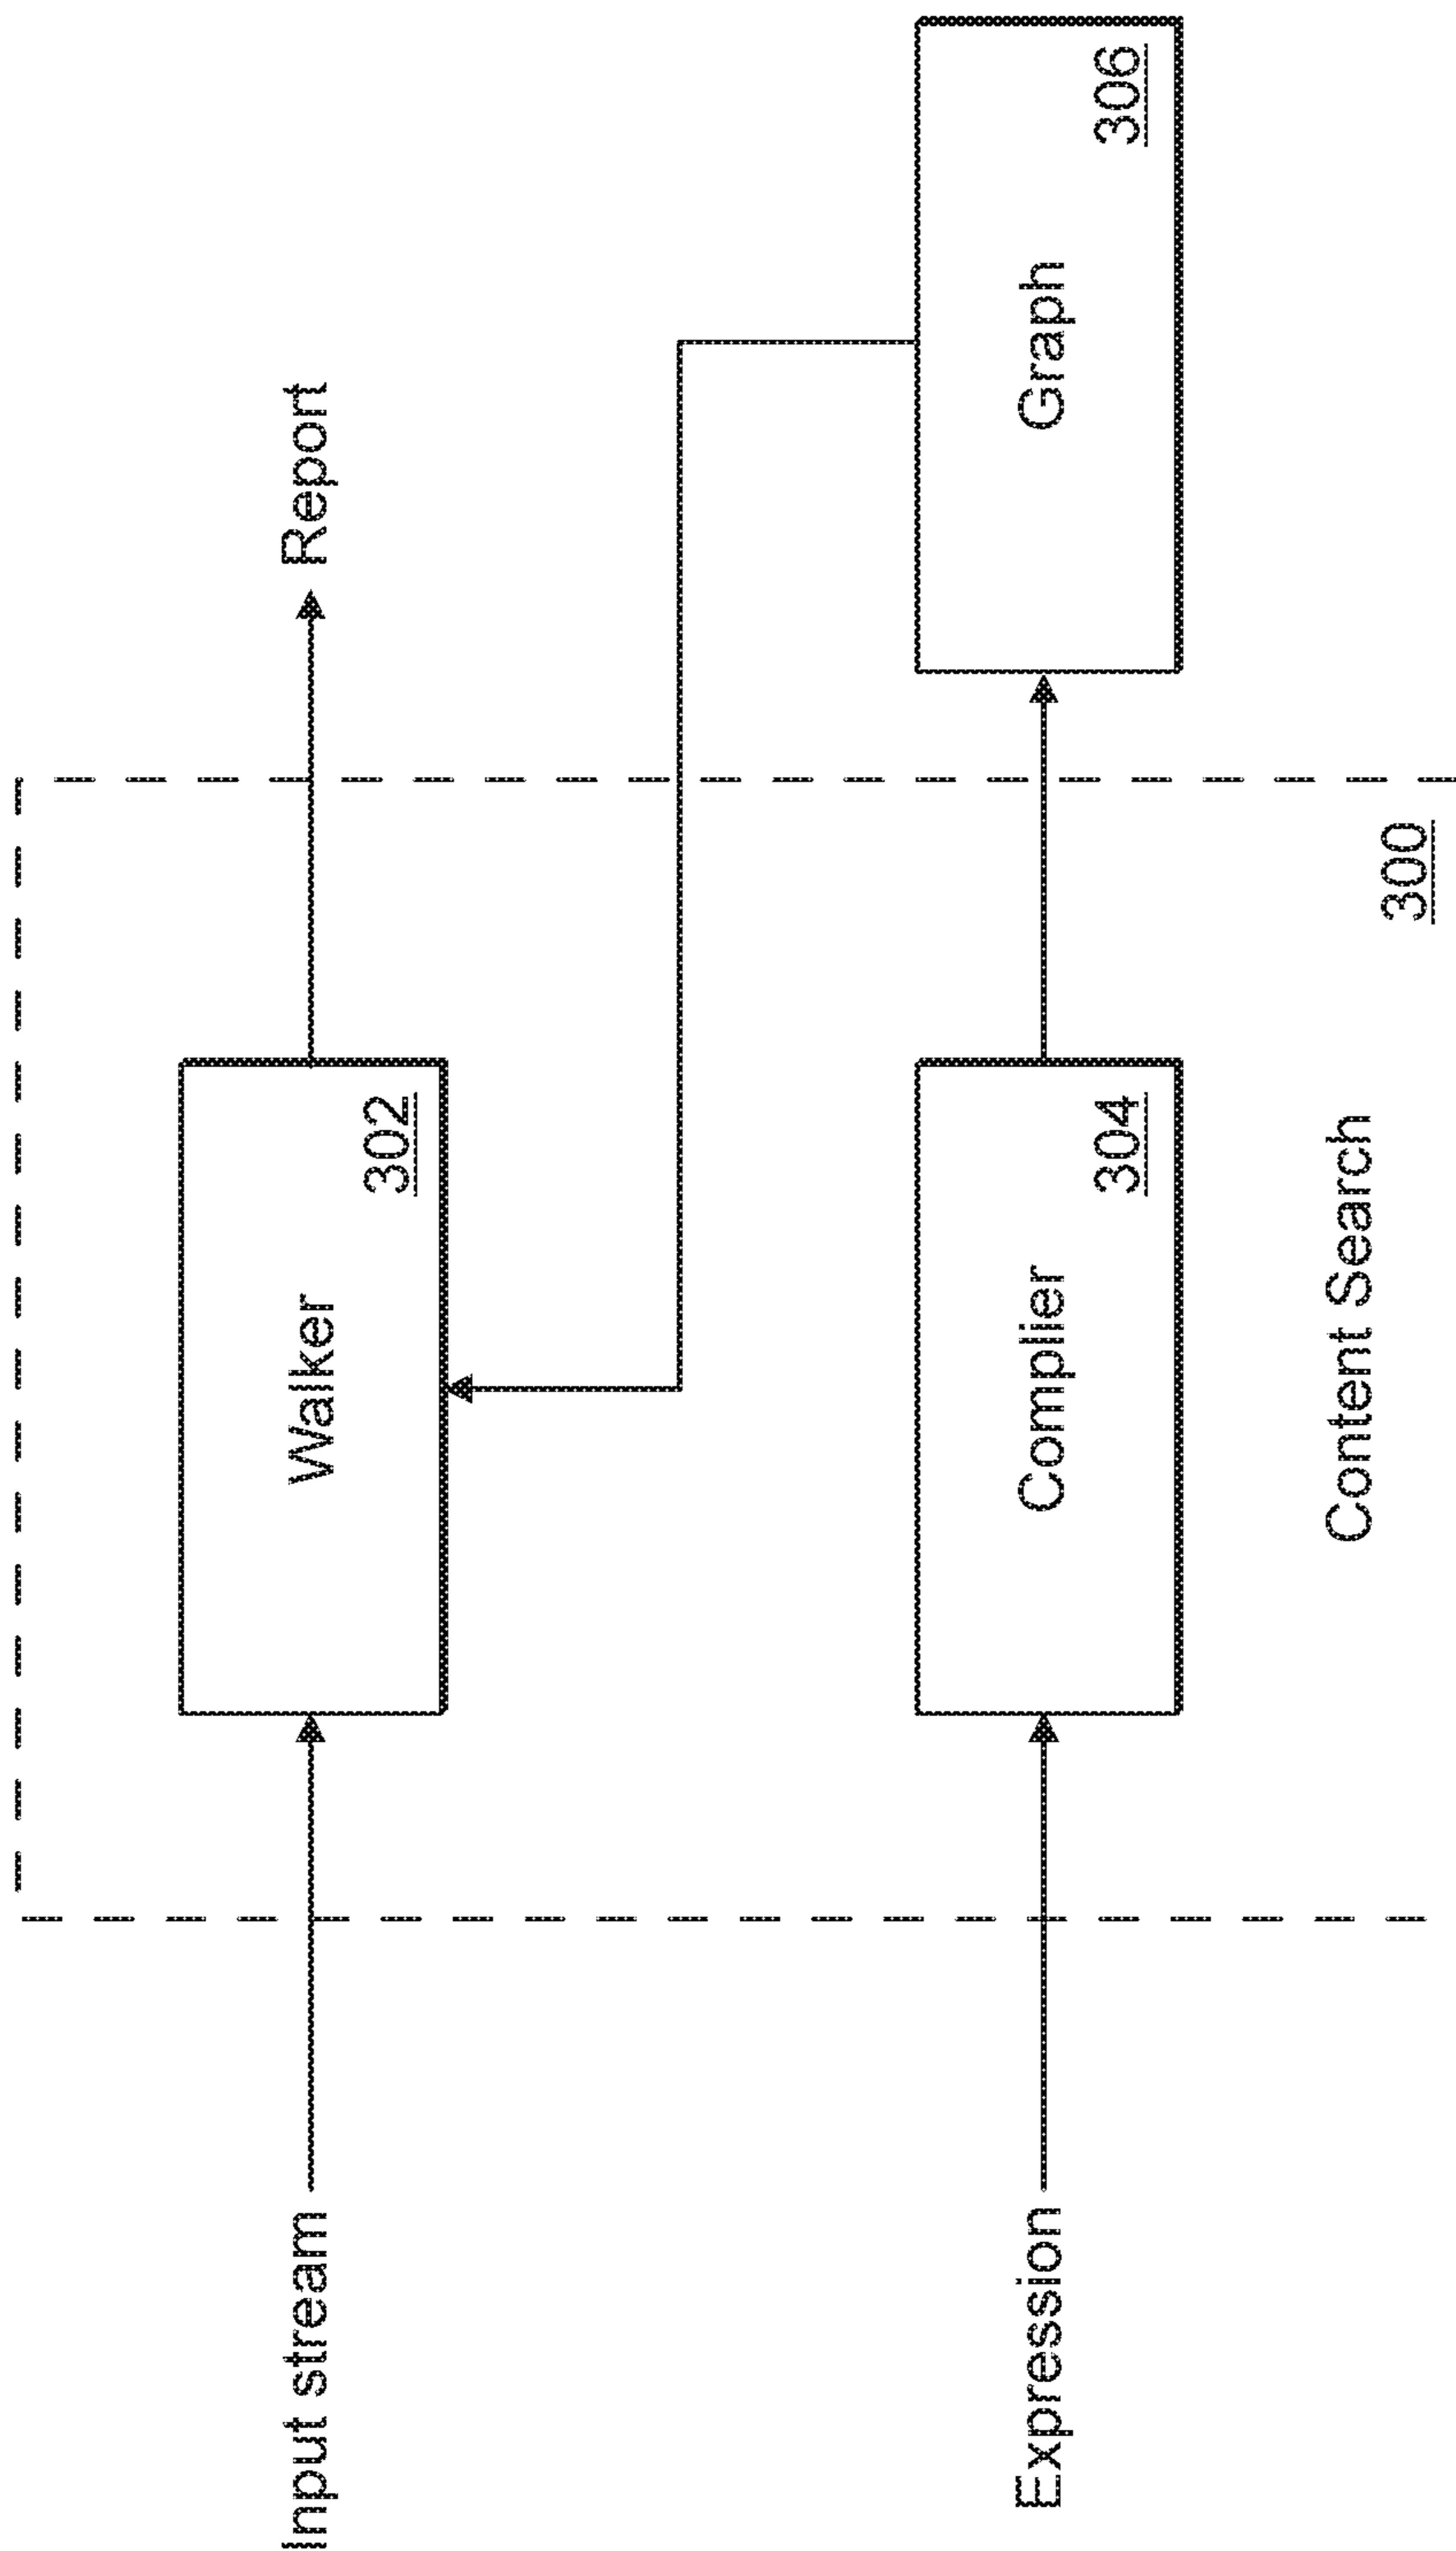 Input stream
Walker
302
Report
Expression
Complier
304
Graph
306
Content Search
300